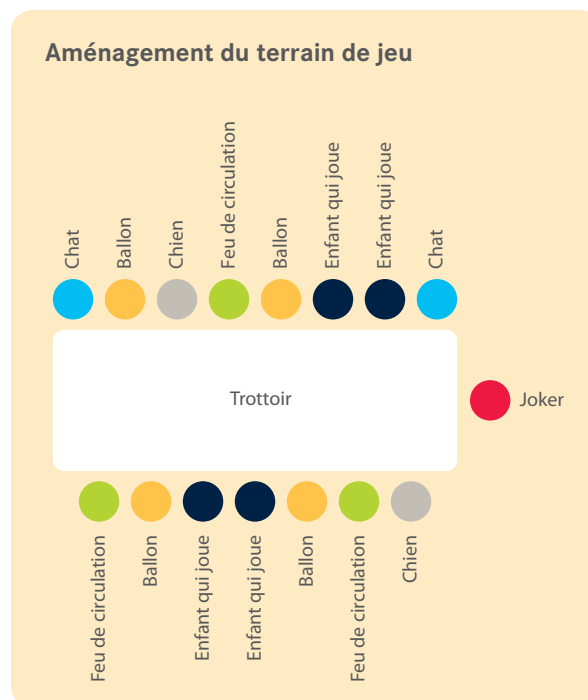 Aménagement du terrain de jeu
Chat
Ballon
Chien
Feu de circulation
Ballon
Enfant qui joue
Enfant qui joue
Chat
Trottoir
Joker
Feu de circulation
Ballon
Enfant qui joue
Enfant qui joue
Ballon
Feu de circulation
Chien